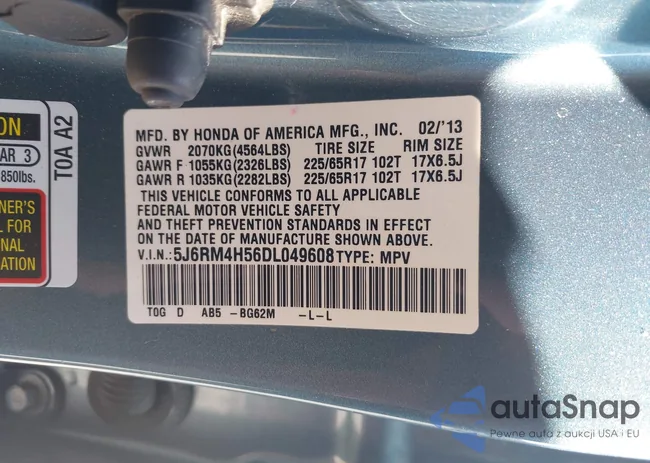 MFD. BY HONDA OF AMERICA MFG., INC. 02/'13
GVWR 2070KG(4564LBS) TIRE SIZE RIM SIZE
GAWR F 1055KG(2326LBS) 225/65R17 102T 17X6.5J
GAWR R 1035KG(2282LBS) 225/65R17 102T 17X6.5J
THIS VEHICLE CONFORMS TO ALL APPLICABLE
FEDERAL MOTOR VEHICLE SAFETY
AND THEFT PREVENTION STANDARDS IN EFFECT
ON THE DATE OF MANUFACTURE SHOWN ABOVE.
V.I.N.: 5J6RM4H56DL049608 TYPE: MPV
TOG D AB5 -BG62M -L-L
ON
AR 3
850lbs.
TOA A2
NER'S
L FOR
NAL
ATION
autaSnap
Pewne auta z aukcji USA i EU